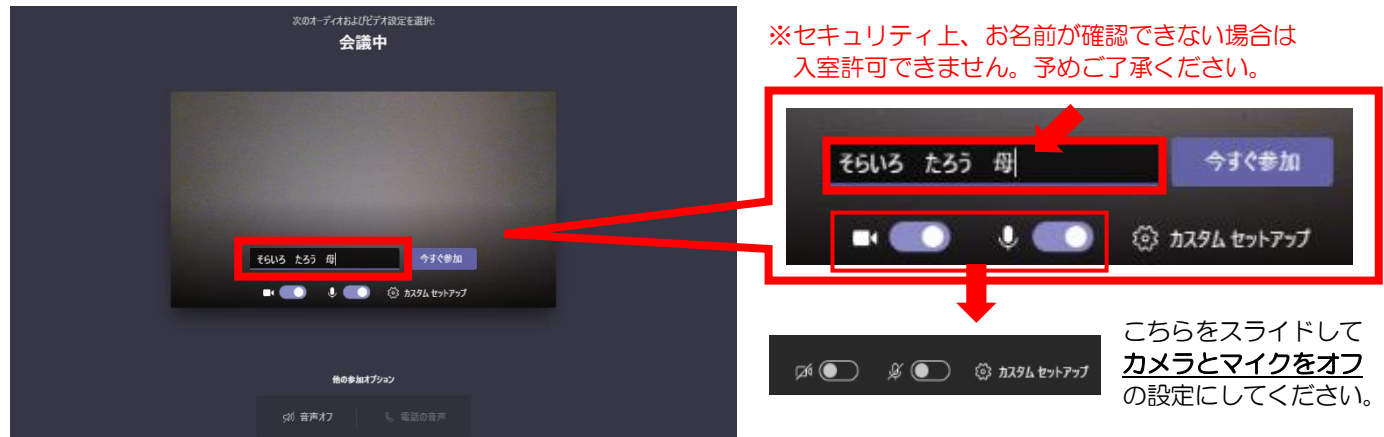 次のオーディオおよびビデオ設定を選択:
会議中
そらいろ たろう 母
今すぐ参加
カスタム セットアップ
他の参加オプション
音声オフ
電話の音声
※セキュリティ上、お名前が確認できない場合は
入室許可できません。予めご了承ください。
そらいろ たろう 母
今すぐ参加
カスタム セットアップ
カスタム セットアップ
こちらをスライドして
カメラとマイクをオフ
の設定にしてください。